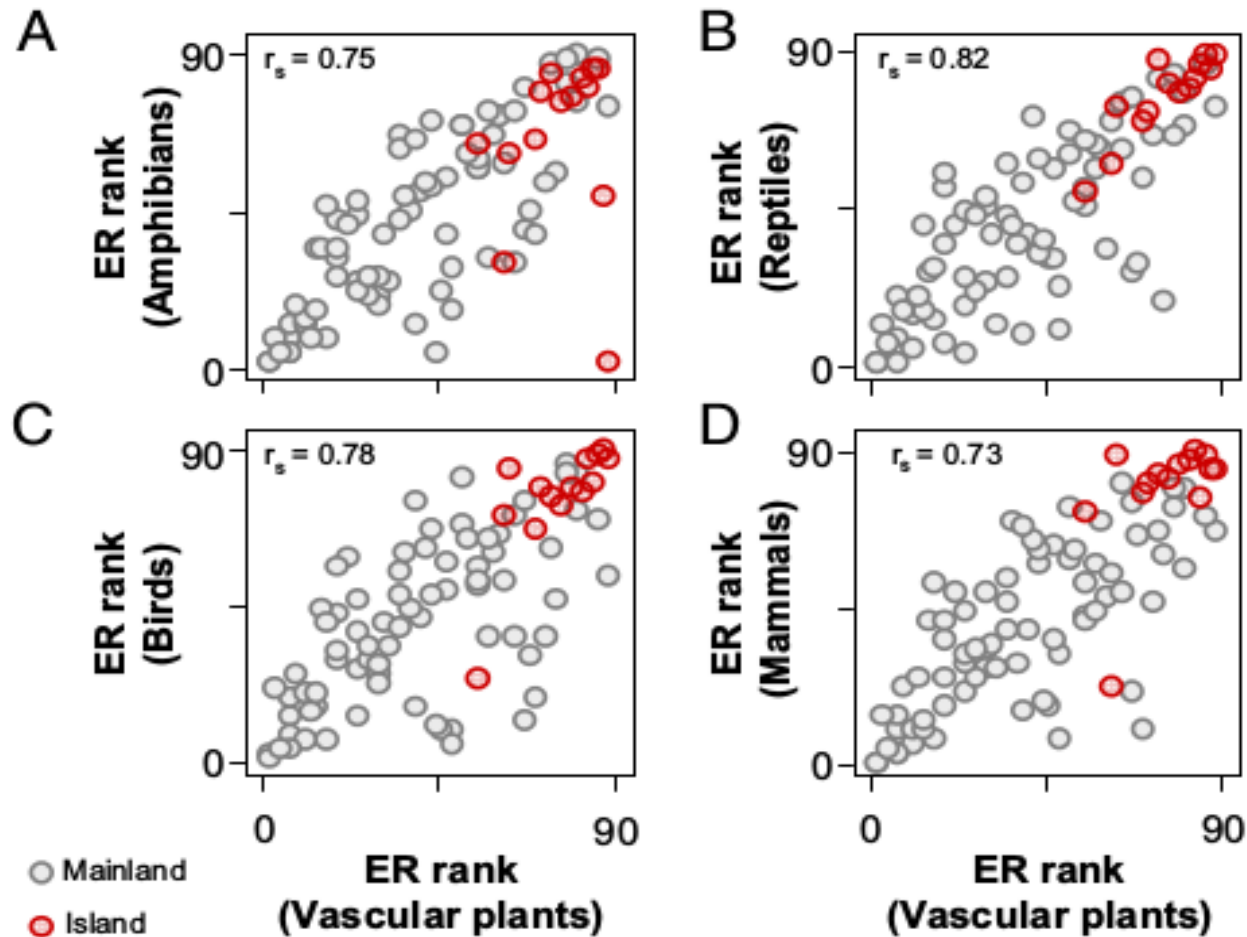 A
90
r_s = 0.75
ER rank
(Amphibians)
0
B
90
r_s = 0.82
ER rank
(Reptiles)
0
C
90
r_s = 0.78
ER rank
(Birds)
0
0
90
ER rank
(Vascular plants)
D
90
r_s = 0.73
ER rank
(Mammals)
0
0
90
ER rank
(Vascular plants)
Mainland
Island